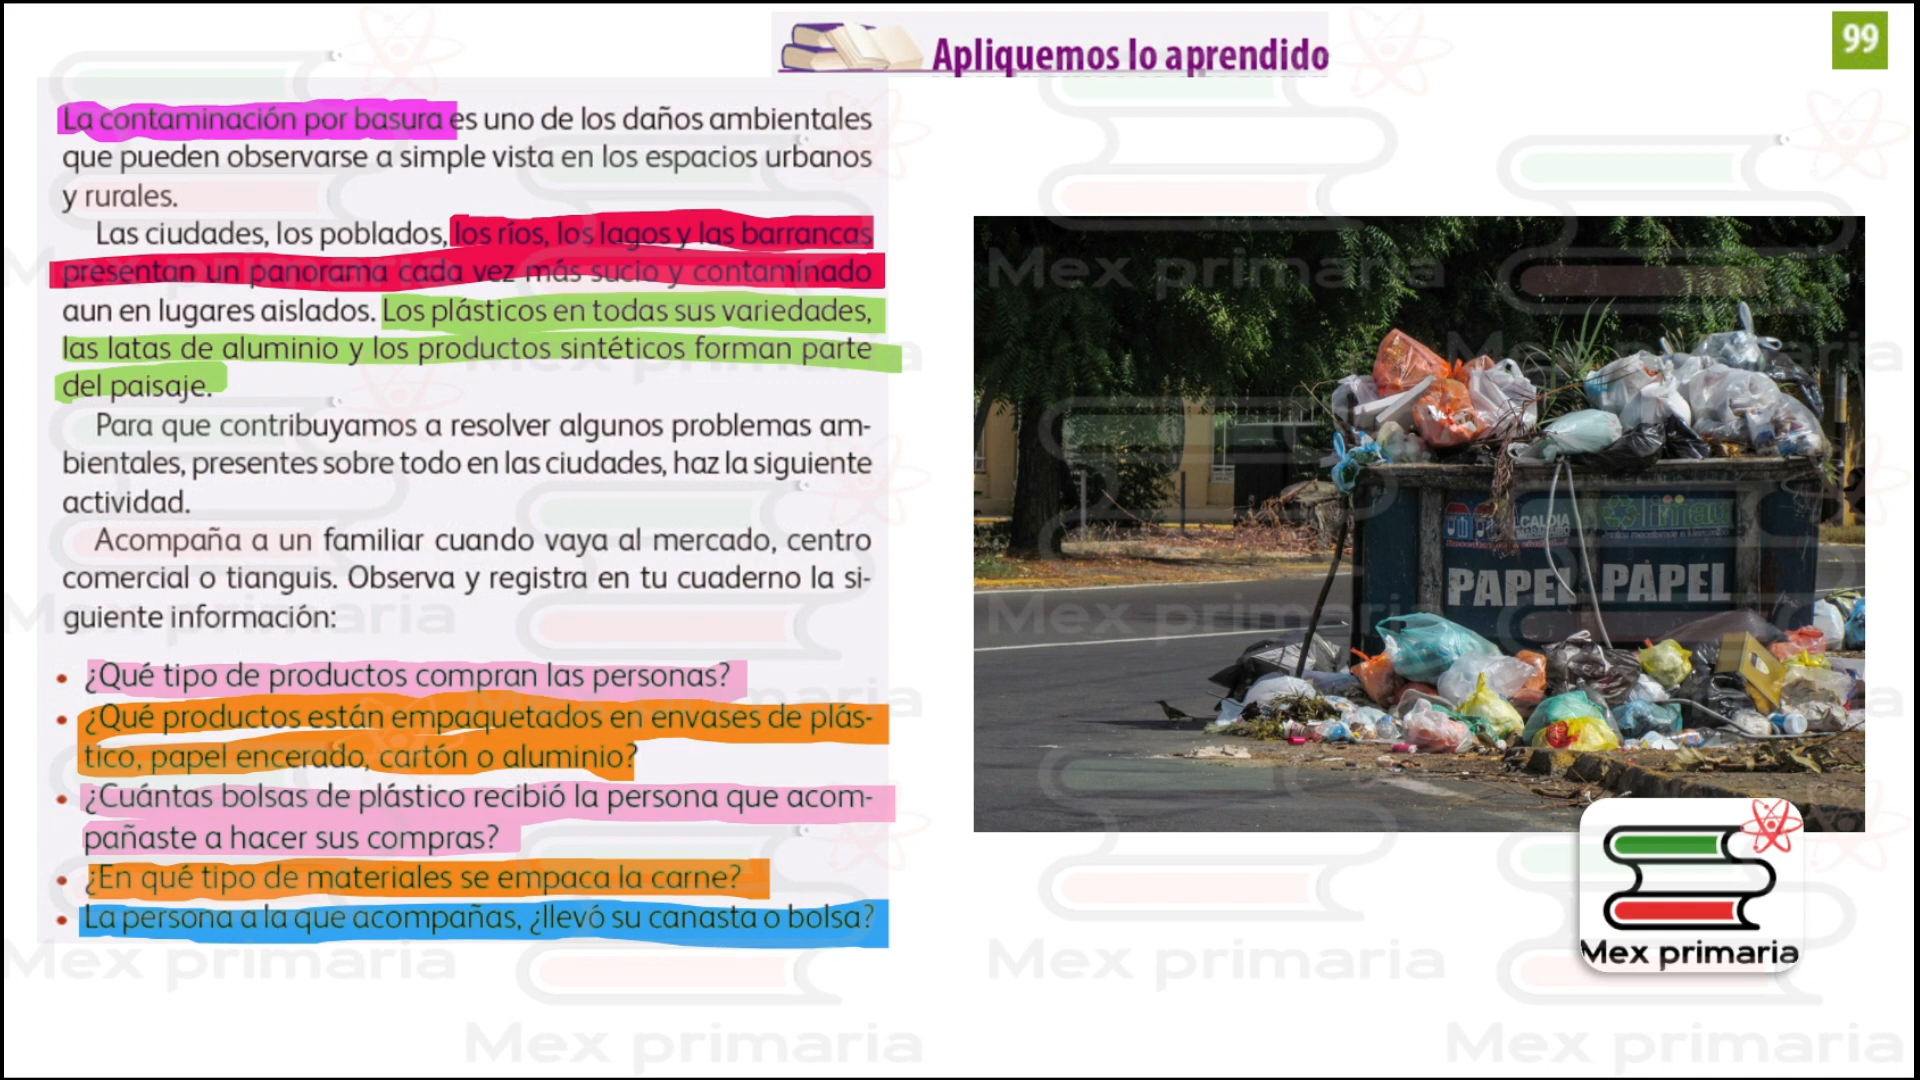 Apliquemos lo aprendido
99
La contaminación por basura es uno de los daños ambientales
que pueden observarse a simple vista en los espacios urbanos
y rurales.
Las ciudades, los poblados, los ríos, los lagos y las barrancas
presentan un panorama cada vez más sucio y contaminado
aun en lugares aislados. Los plásticos en todas sus variedades,
las latas de aluminio y los productos sintéticos forman parte
del paisaje.
Para que contribuyamos a resolver algunos problemas am-
bientales, presentes sobre todo en las ciudades, haz la siguiente
actividad.
Acompaña a un familiar cuando vaya al mercado, centro
comercial o tianguis. Observa y registra en tu cuaderno la si-
guiente información:
• ¿Qué tipo de productos compran las personas?
• ¿Qué productos están empaquetados en envases de plás-
tico, papel encerado, cartón o aluminio?
• ¿Cuántas bolsas de plástico recibió la persona que acom-
pañaste a hacer sus compras?
• ¿En qué tipo de materiales se empaca la carne?
• La persona a la que acompañas, ¿llevó su canasta o bolsa?
PAPEL PAPEL
Mex primaria